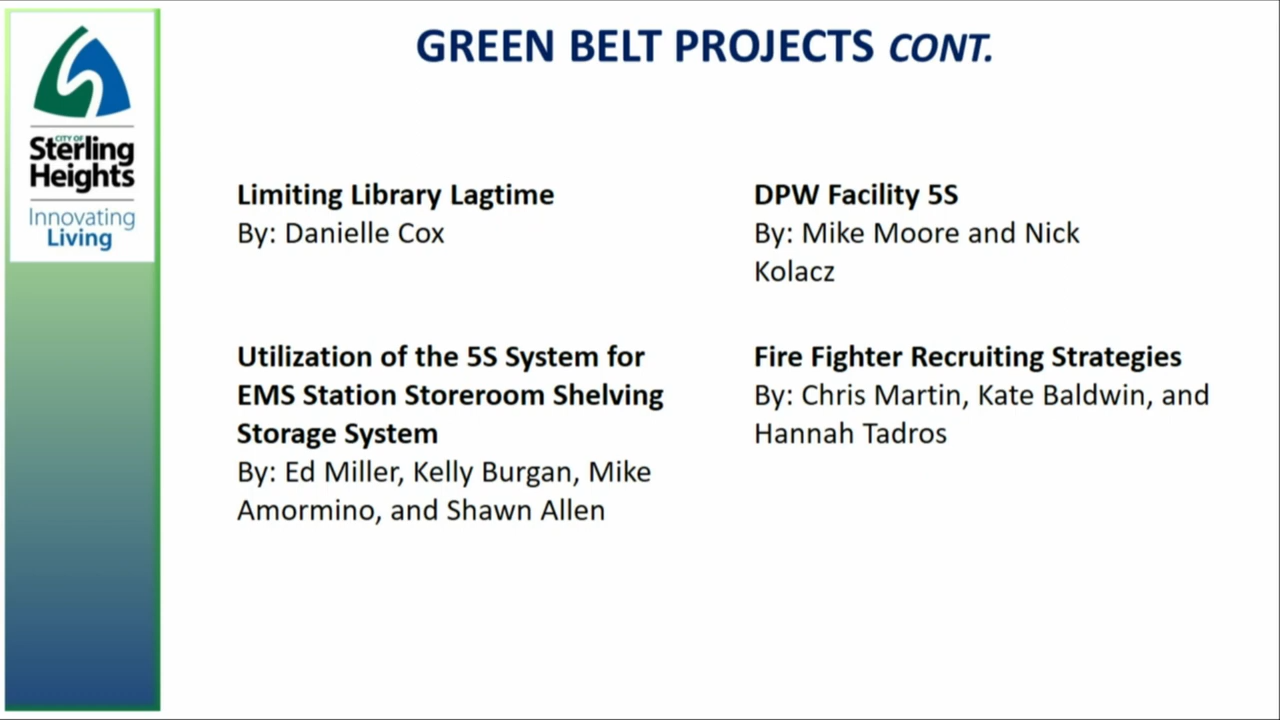 GREEN BELT PROJECTS CONT.
CITY OF
Sterling
Heights
Innovating
Living
Limiting Library Lagtime
By: Danielle Cox
DPW Facility 5S
By: Mike Moore and Nick
Kolacz
Utilization of the 5S System for
EMS Station Storeroom Shelving
Storage System
By: Ed Miller, Kelly Burgan, Mike
Amormino, and Shawn Allen
Fire Fighter Recruiting Strategies
By: Chris Martin, Kate Baldwin, and
Hannah Tadros